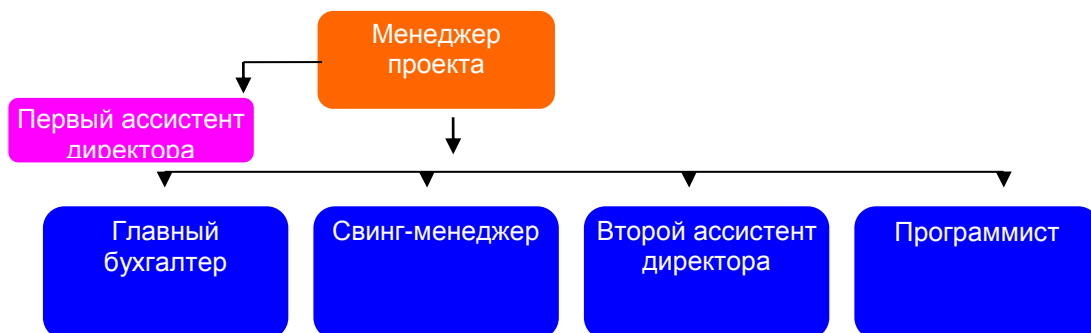 Менеджер
проекта
Первый ассистент
директора
Главный
бухгалтер
Свинг-менеджер
Второй ассистент
директора
Программист